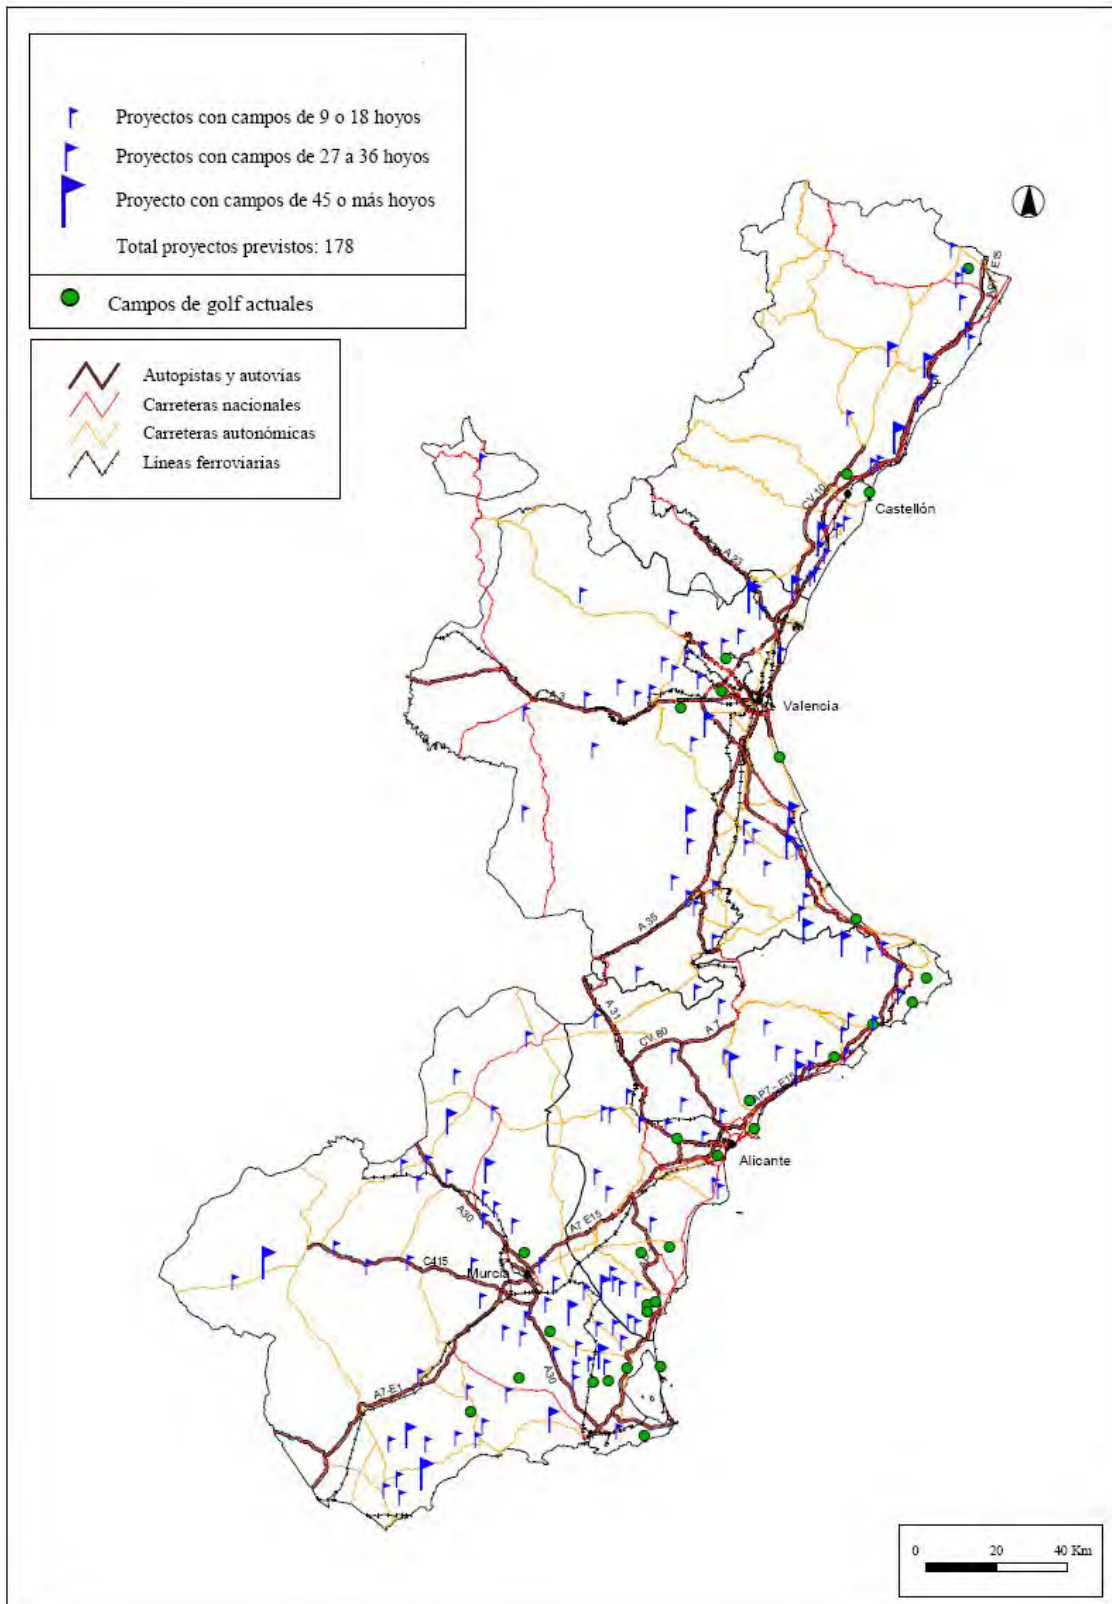 Proyectos con campos de 9 o 18 hoyos
Proyectos con campos de 27 a 36 hoyos
Proyecto con campos de 45 o más hoyos
Total proyectos previstos: 178
Campos de golf actuales
Autopistas y autovías
Carreteras nacionales
Carreteras autonómicas
Líneas ferroviarias
E15
CV.10
Castellón
A.23
A.3
Valencia
A.35
A.31
CV.80
A.7
AP7-E15
Alicante
A30
A7 E15
C415
Murcia
A30
A7-E1
0 20 40 Km